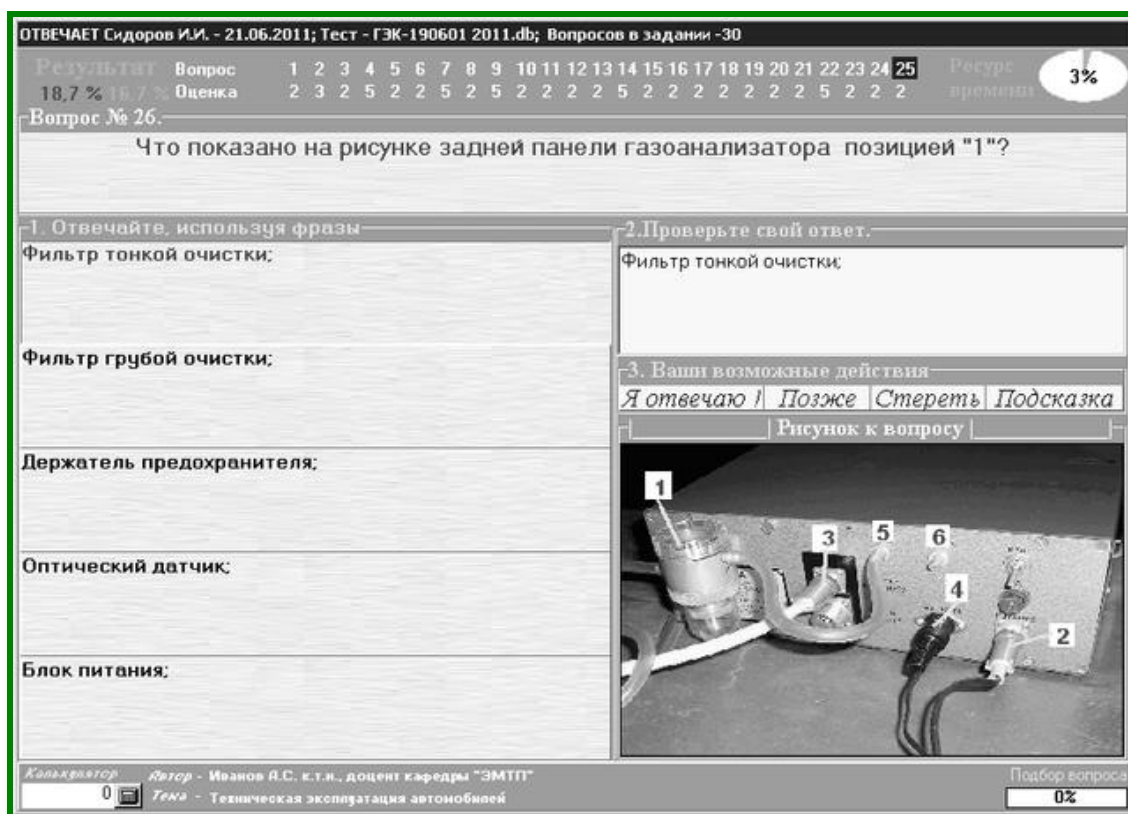 ОТВЕЧАЕТ Сидоров И.И. - 21.06.2011; Тест - ГЭК-190601 2011.db; Вопросов в задании -30
Результат Вопрос 1 2 3 4 5 6 7 8 9 10 11 12 13 14 15 16 17 18 19 20 21 22 23 24 25 Ресурс времени 3%
18,7 % 16.7 % Оценка 2 3 2 5 2 2 5 2 5 2 2 2 2 5 2 2 2 2 2 2 2 5 2 2 2
Вопрос № 26.
Что показано на рисунке задней панели газоанализатора позицией "1"?
1. Отвечайте, используя фразы
Фильтр тонкой очистки;
Фильтр грубой очистки;
Держатель предохранителя;
Оптический датчик;
Блок питания;
2.Проверьте свой ответ.
Фильтр тонкой очистки;
3. Ваши возможные действия
Я отвечаю ! Позже Стереть Подсказка
Рисунок к вопросу
1
3
5
6
4
2
Калькулятор
0
Автор - Иванов А.С. к.т.н., доцент кафедры "ЭМТП"
Тема - Техническая эксплуатация автомобилей
Подбор вопроса
0%